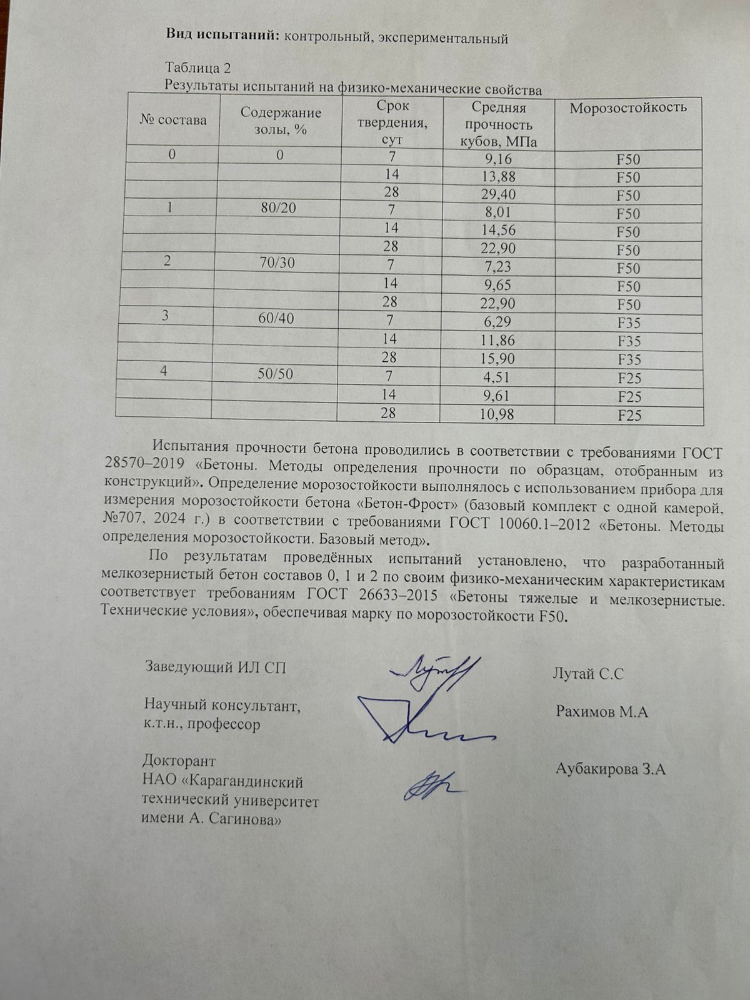 Вид испытаний: контрольный, экспериментальный
Таблица 2
Результаты испытаний на физико-механические свойства
№ состава Содержание золы, % Срок твердения, сут Средняя прочность кубов, МПа Морозостойкость
0 0 7 9,16 F50
14 13,88 F50
28 29,40 F50
1 80/20 7 8,01 F50
14 14,56 F50
28 22,90 F50
2 70/30 7 7,23 F50
14 9,65 F50
28 22,90 F50
3 60/40 7 6,29 F35
14 11,86 F35
28 15,90 F35
4 50/50 7 4,51 F25
14 9,61 F25
28 10,98 F25
Испытания прочности бетона проводились в соответствии с требованиями ГОСТ
28570–2019 «Бетоны. Методы определения прочности по образцам, отобранным из
конструкций». Определение морозостойкости выполнялось с использованием прибора для
измерения морозостойкости бетона «Бетон-Фрост» (базовый комплект с одной камерой,
№707, 2024 г.) в соответствии с требованиями ГОСТ 10060.1–2012 «Бетоны. Методы
определения морозостойкости. Базовый метод».
По результатам проведённых испытаний установлено, что разработанный
мелкозернистый бетон составов 0, 1 и 2 по своим физико-механическим характеристикам
соответствует требованиям ГОСТ 26633–2015 «Бетоны тяжелые и мелкозернистые.
Технические условия», обеспечивая марку по морозостойкости F50.
Заведующий ИЛ СП Лутай С.С
Научный консультант,
к.т.н., профессор Рахимов М.А
Докторант Аубакирова З.А
НАО «Карагандинский
технический университет
имени А. Сагинова»